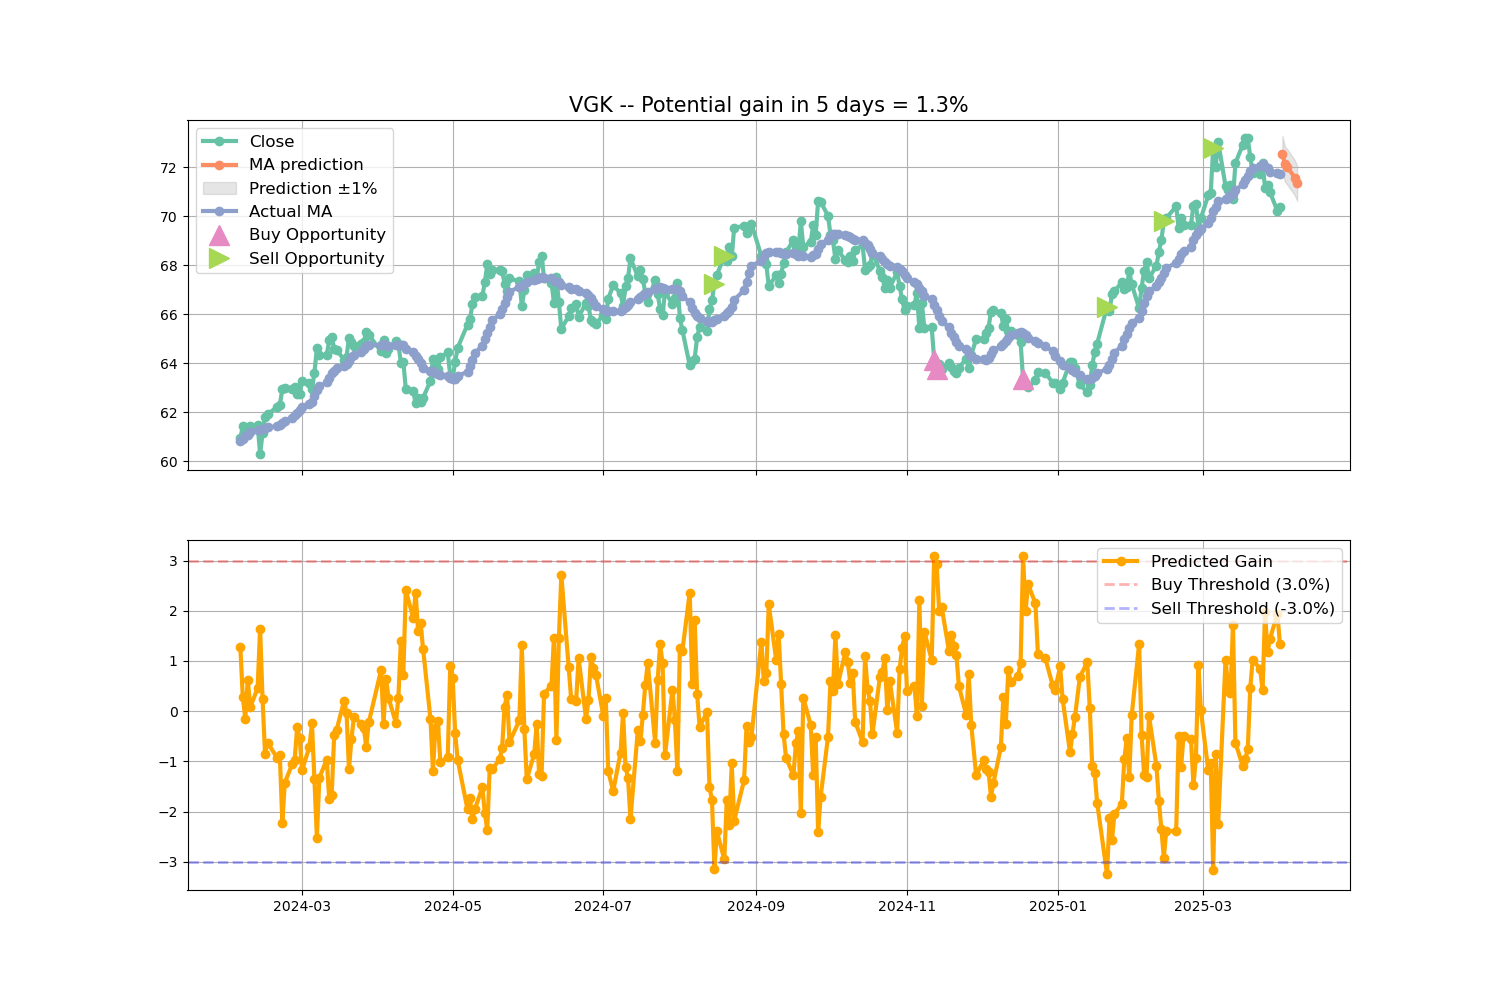 VGK -- Potential gain in 5 days = 1.3%
Close
MA prediction
Prediction ±1%
Actual MA
Buy Opportunity
Sell Opportunity
72
70
68
66
64
62
60
Predicted Gain
Buy Threshold (3.0%)
Sell Threshold (-3.0%)
3
2
1
0
−1
−2
−3
2024-03
2024-05
2024-07
2024-09
2024-11
2025-01
2025-03